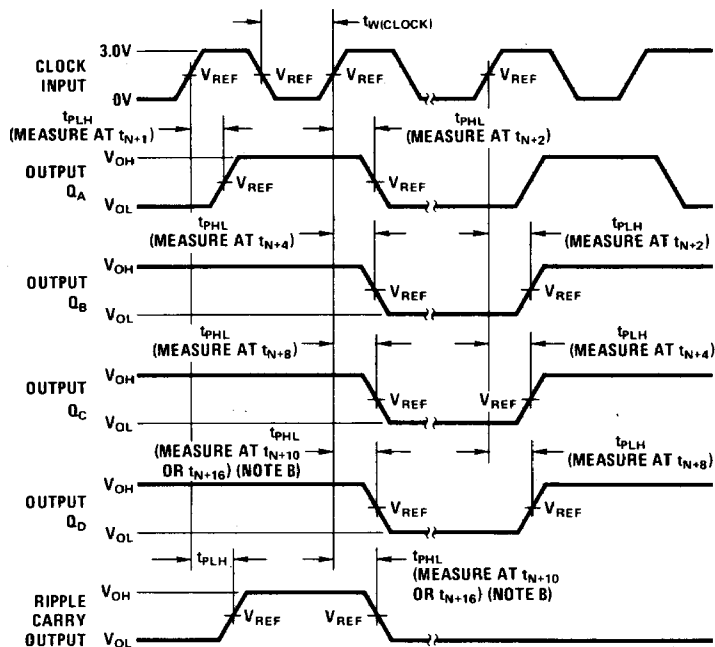 tW(CLOCK)
3.0V
CLOCK
INPUT
VREF
VREF
VREF
VREF
0V
tPLH
(MEASURE AT tN+1)
tPHL
(MEASURE AT tN+2)
VOH
OUTPUT
QA
VREF
VREF
VOL
tPHL
(MEASURE AT tN+4)
tPLH
(MEASURE AT tN+2)
VOH
OUTPUT
QB
VREF
VREF
VOL
tPHL
(MEASURE AT tN+8)
tPLH
(MEASURE AT tN+4)
VOH
OUTPUT
QC
VREF
VREF
VOL
tPHL
(MEASURE AT tN+10
OR tN+16) (NOTE B)
tPLH
(MEASURE AT tN+8)
VOH
OUTPUT
QD
VREF
VREF
VOL
tPLH
tPHL
(MEASURE AT tN+10
OR tN+16) (NOTE B)
VOH
RIPPLE
CARRY
OUTPUT
VREF
VREF
VOL